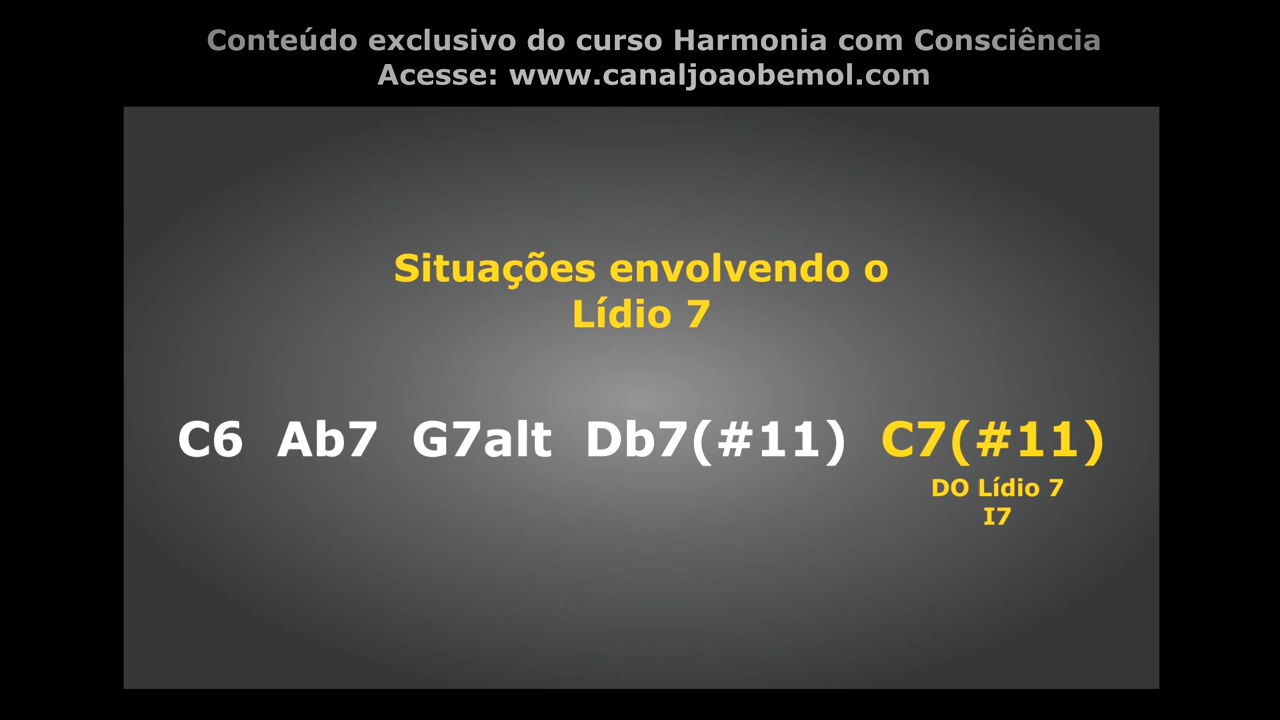 Conteúdo exclusivo do curso Harmonia com Consciência
Acesse: www.canaljoaobemol.com
Situações envolvendo o
Lídio 7
C6 Ab7 G7alt Db7(#11) C7(#11)
DO Lídio 7
I7